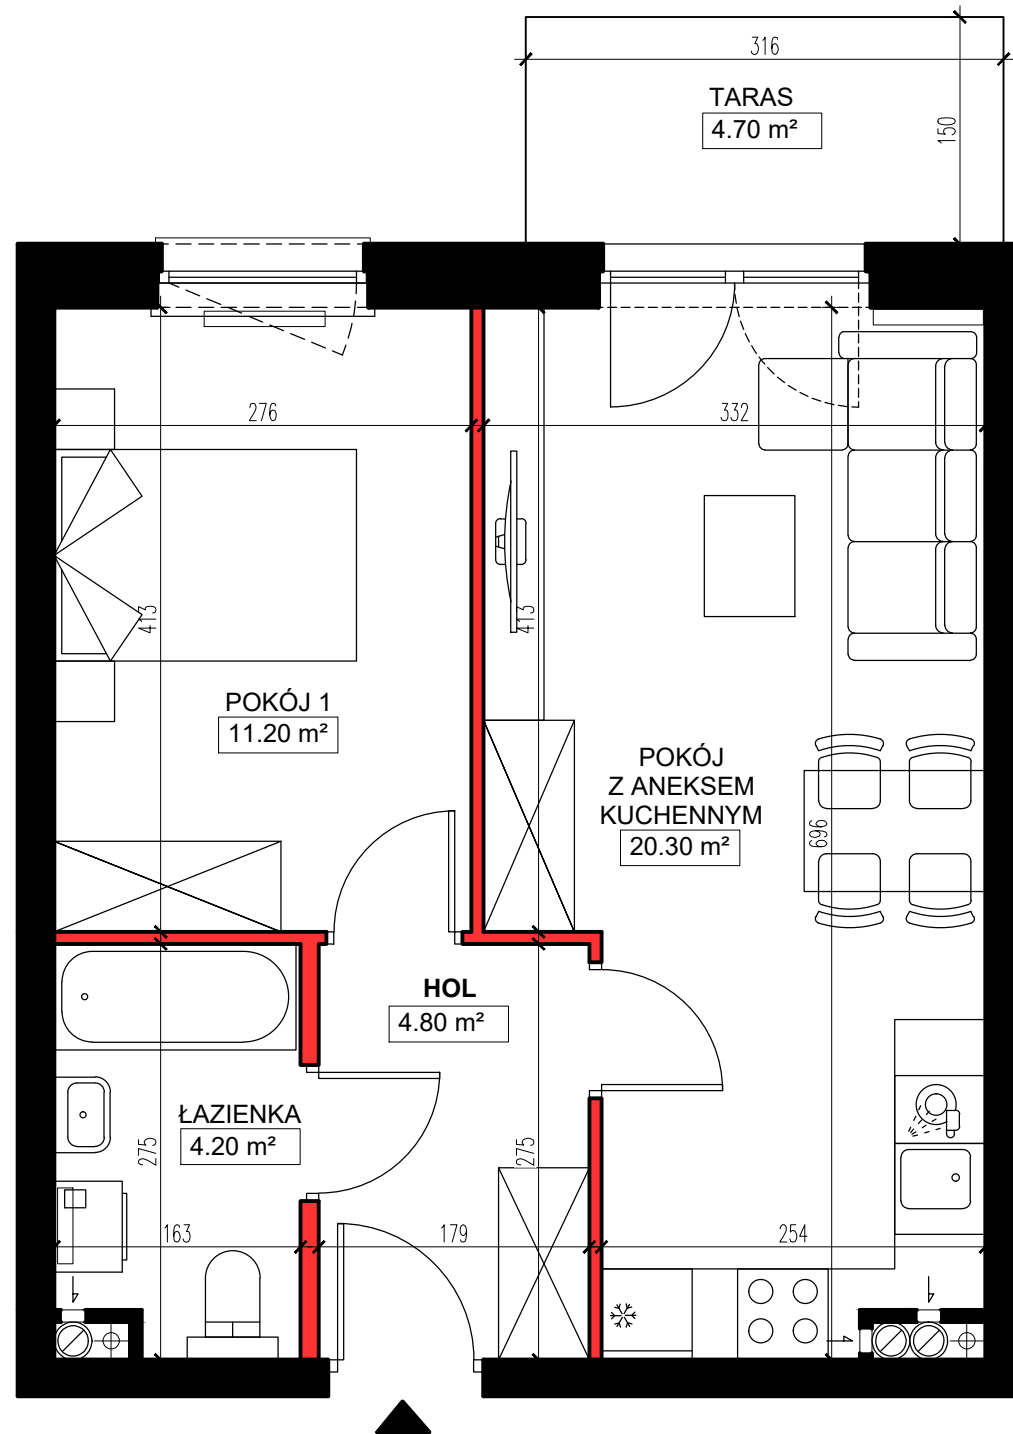 316
TARAS
4.70 m²
150
276
332
413
413
POKÓJ 1
11.20 m²
POKÓJ
Z ANEKSEM
KUCHENNYM
20.30 m²
696
HOL
4.80 m²
ŁAZIENKA
4.20 m²
275
275
163
179
254